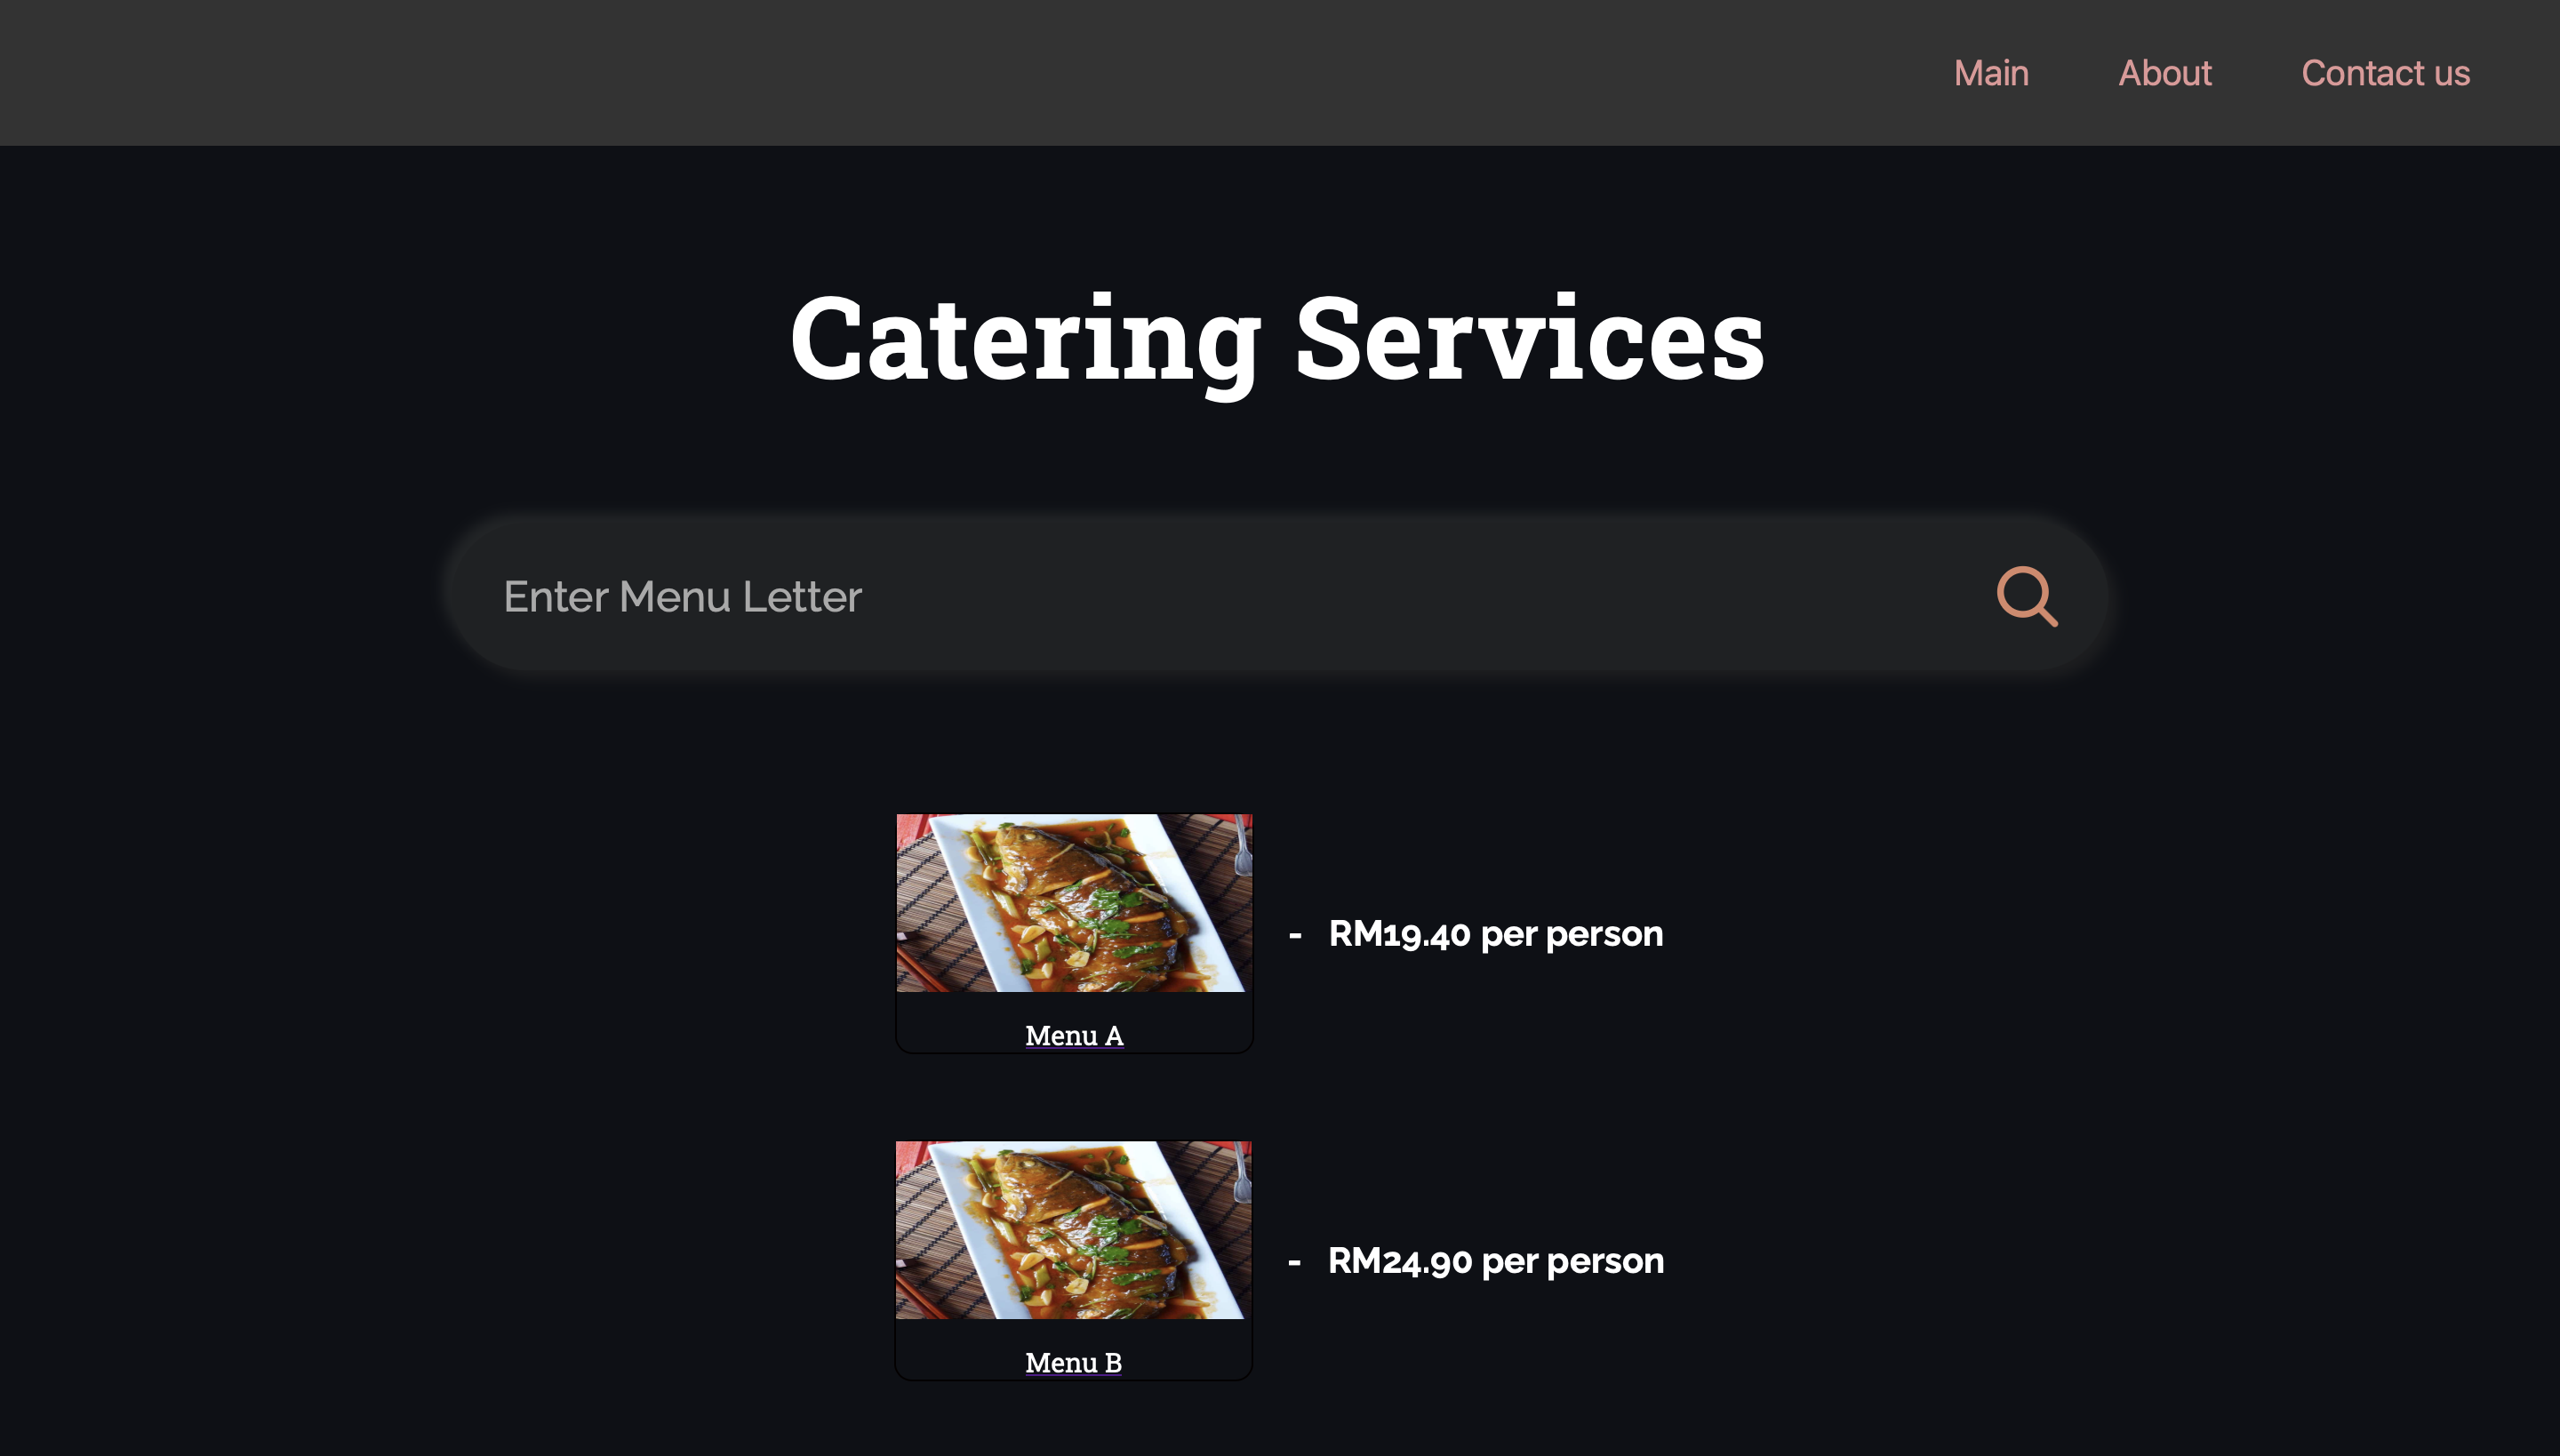 Main About Contact us
Catering Services
Enter Menu Letter
- RM19.40 per person
Menu A
- RM24.90 per person
Menu B